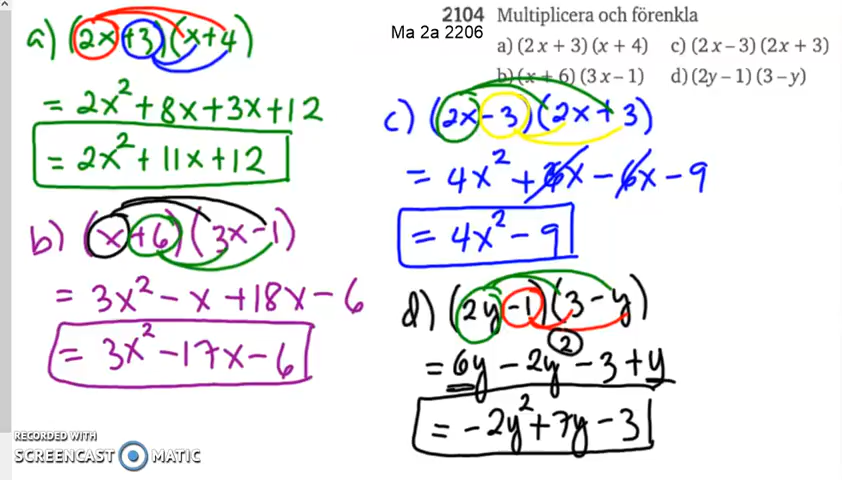 2104 Multiplicera och förenkla
Ma 2a 2206
a) (2x + 3) (x + 4) c) (2x − 3) (2x + 3)
b) (x + 6) (3x − 1) d) (2y − 1) (3 − y)
a) (2x +3)(x+4)
= 2x² + 8x + 3x + 12
= 2x² + 11x + 12
b) (x +6)(3x −1)
= 3x² − x + 18x − 6
= 3x² − 17x − 6
c) (2x − 3)(2x + 3)
= 4x² + 6x − 6x − 9
= 4x² − 9
d) (2y −1)(3 − y)
= 6y − 2y² − 3 + y
= −2y² + 7y − 3
RECORDED WITH
SCREENCAST MATIC